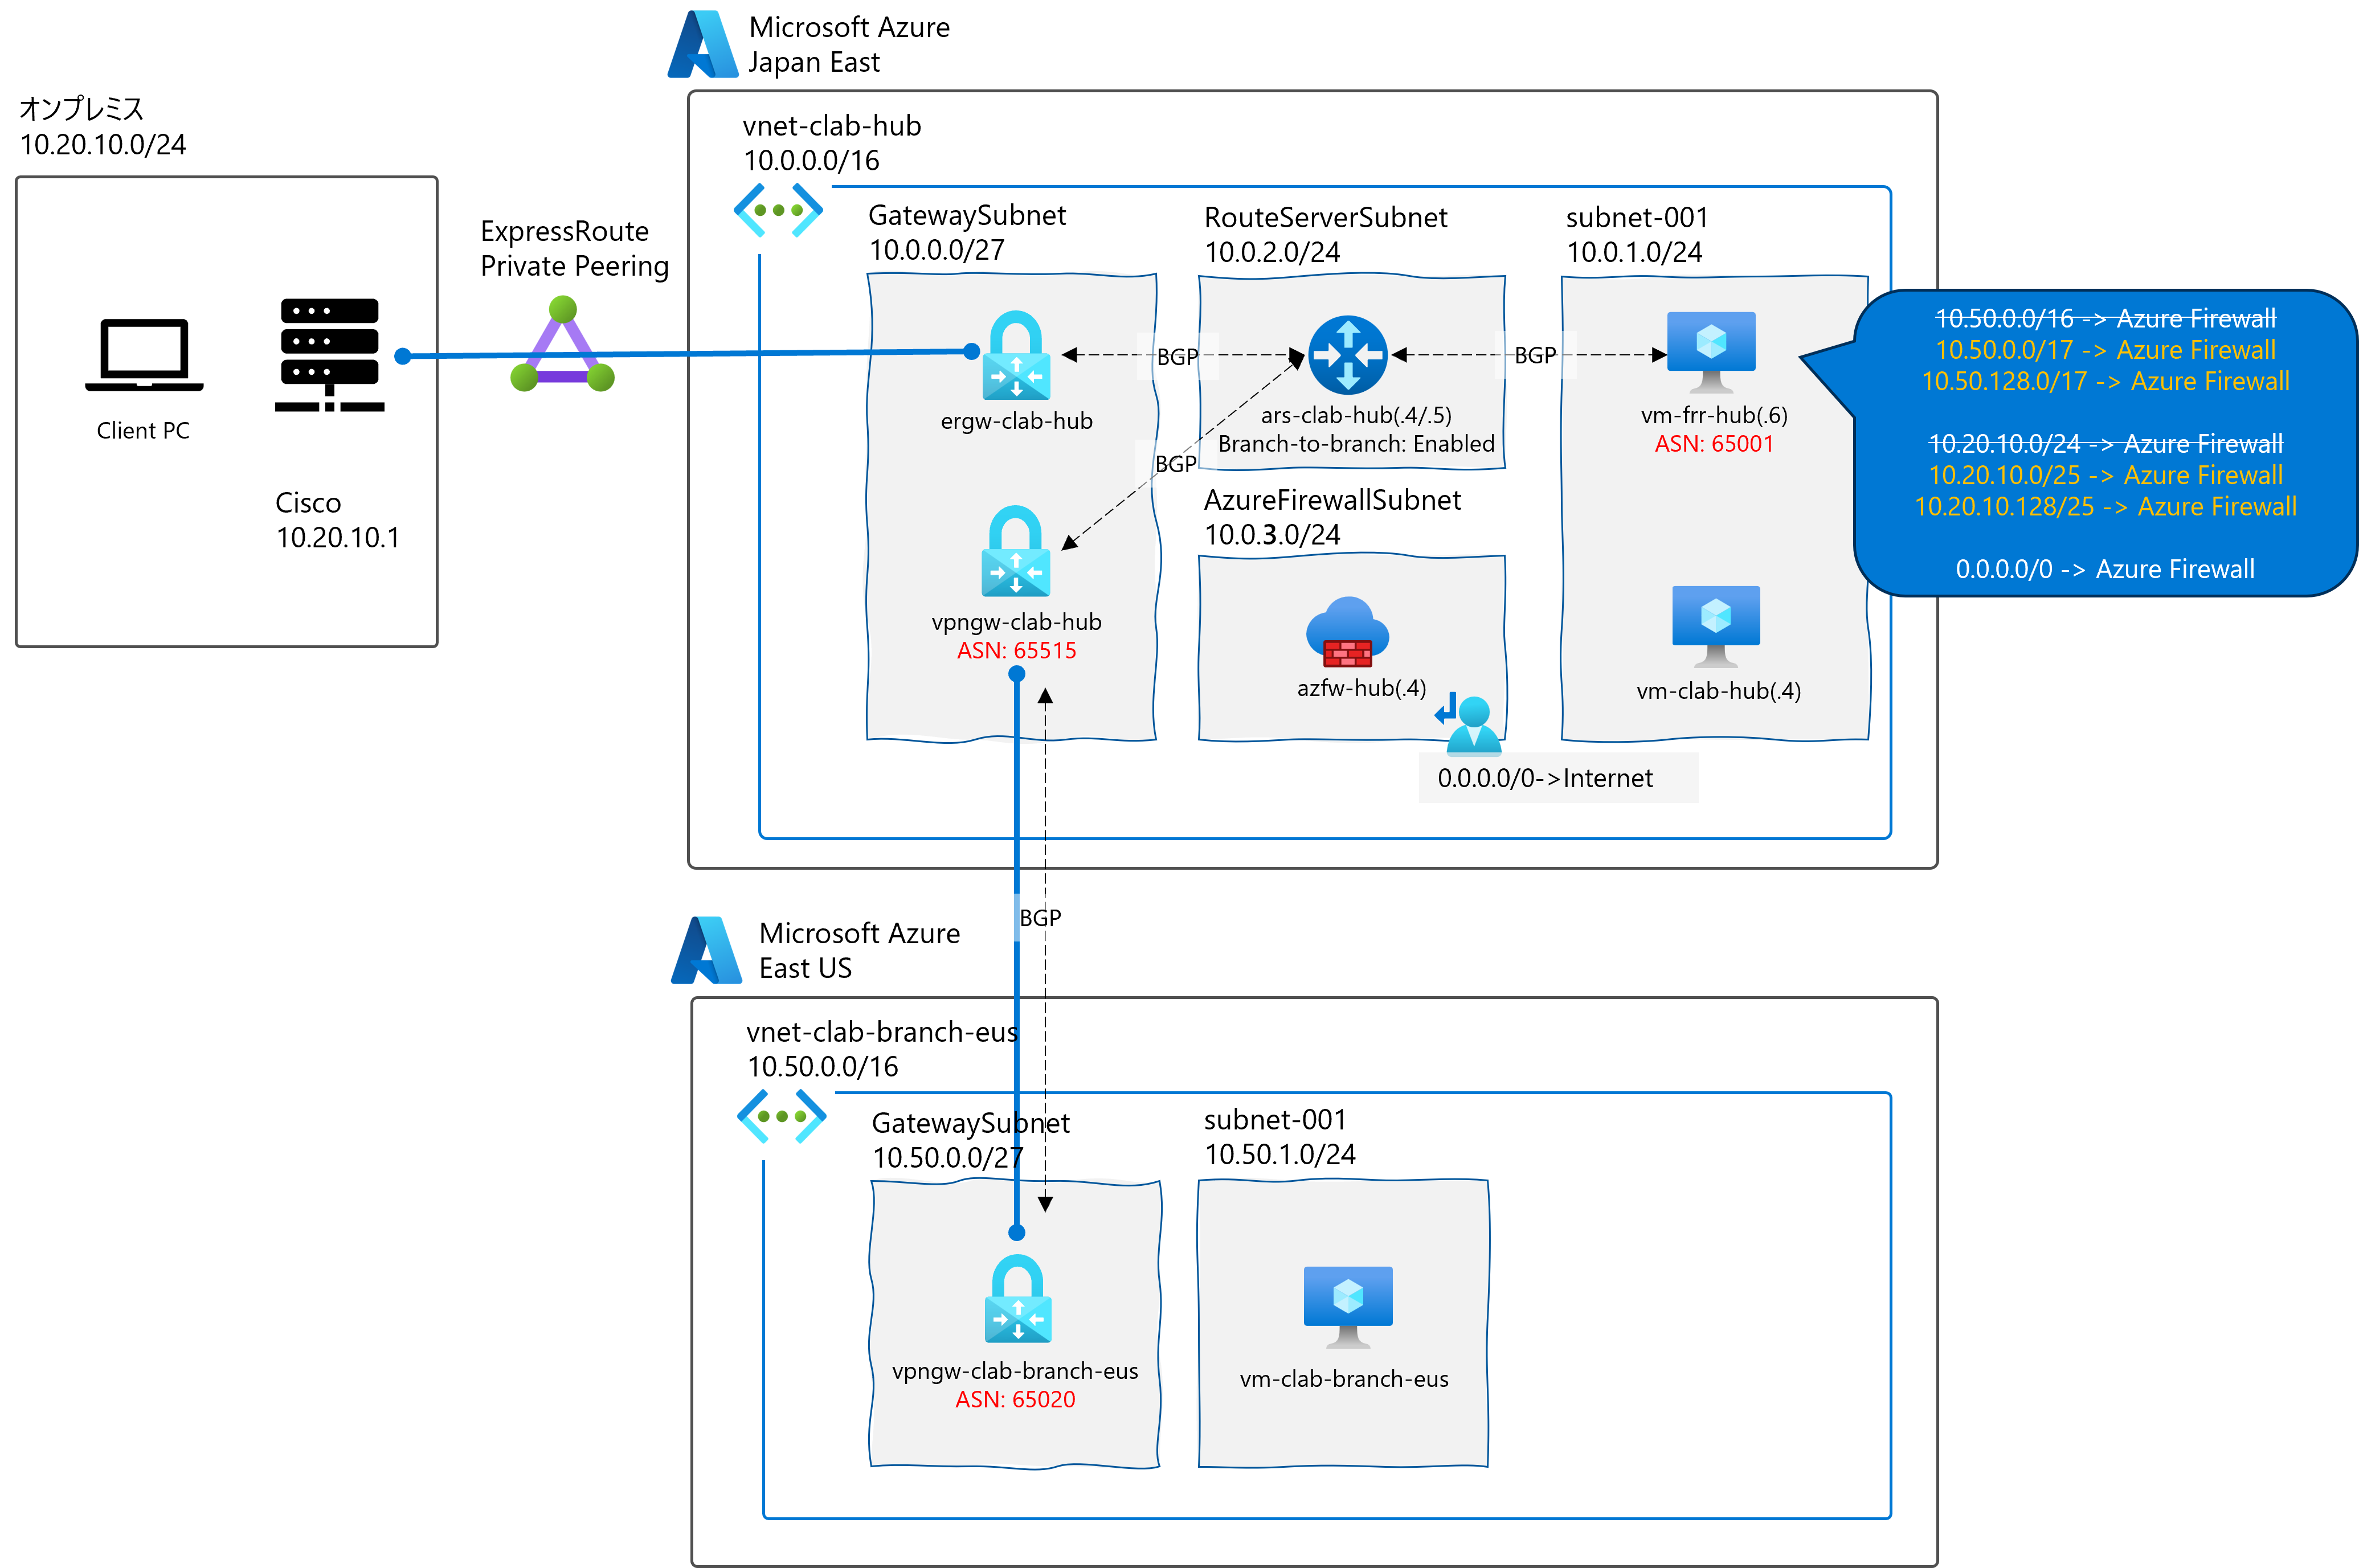 Microsoft Azure
Japan East
オンプレミス
10.20.10.0/24
Client PC
Cisco
10.20.10.1
ExpressRoute
Private Peering
vnet-clab-hub
10.0.0.0/16
GatewaySubnet
10.0.0.0/27
ergw-clab-hub
vpngw-clab-hub
ASN: 65515
BGP
BGP
RouteServerSubnet
10.0.2.0/24
ars-clab-hub(.4/.5)
Branch-to-branch: Enabled
BGP
AzureFirewallSubnet
10.0.3.0/24
azfw-hub(.4)
0.0.0.0/0->Internet
subnet-001
10.0.1.0/24
vm-frr-hub(.6)
ASN: 65001
vm-clab-hub(.4)
10.50.0.0/16 -> Azure Firewall
10.50.0.0/17 -> Azure Firewall
10.50.128.0/17 -> Azure Firewall
10.20.10.0/24 -> Azure Firewall
10.20.10.0/25 -> Azure Firewall
10.20.10.128/25 -> Azure Firewall
0.0.0.0/0 -> Azure Firewall
BGP
Microsoft Azure
East US
vnet-clab-branch-eus
10.50.0.0/16
GatewaySubnet
10.50.0.0/27
vpngw-clab-branch-eus
ASN: 65020
subnet-001
10.50.1.0/24
vm-clab-branch-eus